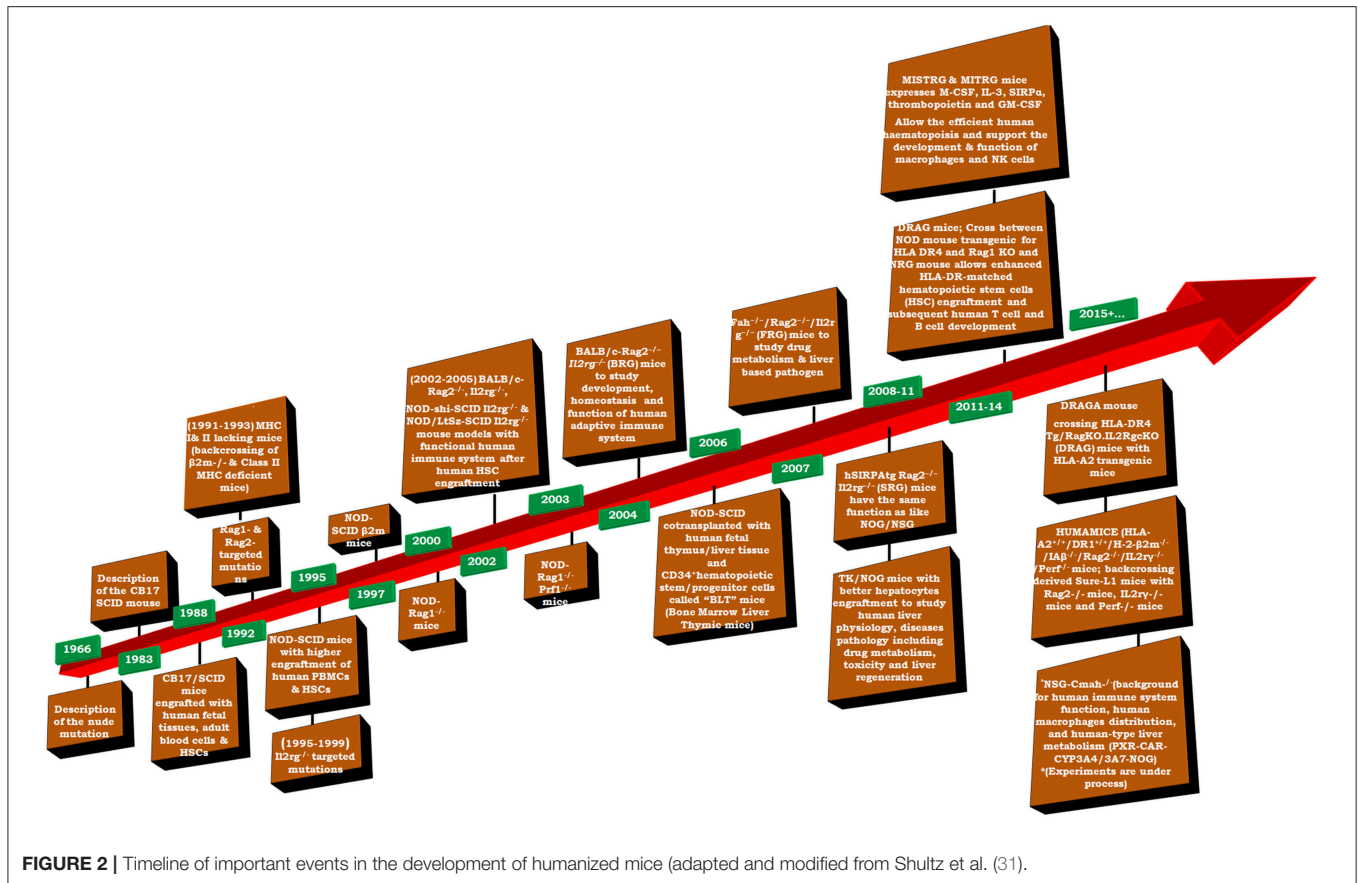 MISTRG & MITRG mice
expresses M-CSF, IL-3, SIRPα,
thrombopoietin and GM-CSF
Allow the efficient human
haematopoisis and support the
development & function of
macrophages and NK cells
DRAG mice; Cross between
NOD mouse transgenic for
HLA DR4 and Rag1 KO and
NRG mouse allows enhanced
HLA-DR-matched
hematopoietic stem cells
(HSC) engraftment and
subsequent human T cell and
B cell development
Fah⁻/⁻/Rag2⁻/⁻/Il2r
g⁻/⁻ (FRG) mice to
study drug
metabolism & liver
based pathogen
BALB/c-Rag2⁻/⁻
Il2rg⁻/⁻ (BRG) mice
to study
development,
homeostasis and
function of human
adaptive immune
system
(2002-2005) BALB/c-
Rag2⁻/⁻, Il2rg⁻/⁻,
NOD-shi-SCID Il2rg⁻/⁻ &
NOD/LtSz-SCID Il2rg⁻/⁻
mouse models with
functional human
immune system after
human HSC
engraftment
(1991-1993) MHC
I& II lacking mice
(backcrossing of
β2m-/- & Class II
MHC deficient
mice)
Rag1- & Rag2-
targeted
mutation
s
NOD-
SCID β2m
mice
Description
of the CB17
SCID mouse
1966
1983
1988
1992
1995
1997
2000
2002
2003
2004
2006
2007
2008-11
2011-14
2015+...
Description
of the nude
mutation
CB17/SCID
mice
engrafted with
human fetal
tissues, adult
blood cells &
HSCs
NOD-SCID mice
with higher
engraftment of
human PBMCs
& HSCs
(1995-1999)
Il2rg⁻/⁻ targeted
mutations
NOD-
Rag1⁻/⁻
mice
NOD-
Rag1⁻/⁻
Prf1⁻/⁻
mice
NOD-SCID
cotransplanted with
human fetal
thymus/liver tissue
and
CD34⁺hematopoietic
stem/progenitor cells
called "BLT" mice
(Bone Marrow Liver
Thymic mice)
hSIRPAtg Rag2⁻/⁻
Il2rg⁻/⁻ (SRG) mice
have the same
function as like
NOG/NSG
TK/NOG mice with
better hepatocytes
engraftment to study
human liver
physiology, diseases
pathology including
drug metabolism,
toxicity and liver
regeneration
DRAGA mouse
crossing HLA-DR4
Tg/RagKO.IL2RgcKO
(DRAG) mice with
HLA-A2 transgenic
mice
HUMAMICE (HLA-
A2⁺/⁺/DR1⁺/⁺/H-2-β2m⁻/⁻
/IAβ⁻/⁻/Rag2⁻/⁻/IL2rγ⁻/⁻
/Perf⁻/⁻ mice; backcrossing
derived Sure-L1 mice with
Rag2-/- mice, IL2rγ-/-
mice and Perf-/- mice
*NSG-Cmah-/⁻(background
for human immune system
function, human
macrophages distribution,
and human-type liver
metabolism (PXR-CAR-
CYP3A4/3A7-NOG)
*(Experiments are under
process)
FIGURE 2 | Timeline of important events in the development of humanized mice (adapted and modified from Shultz et al. (31).